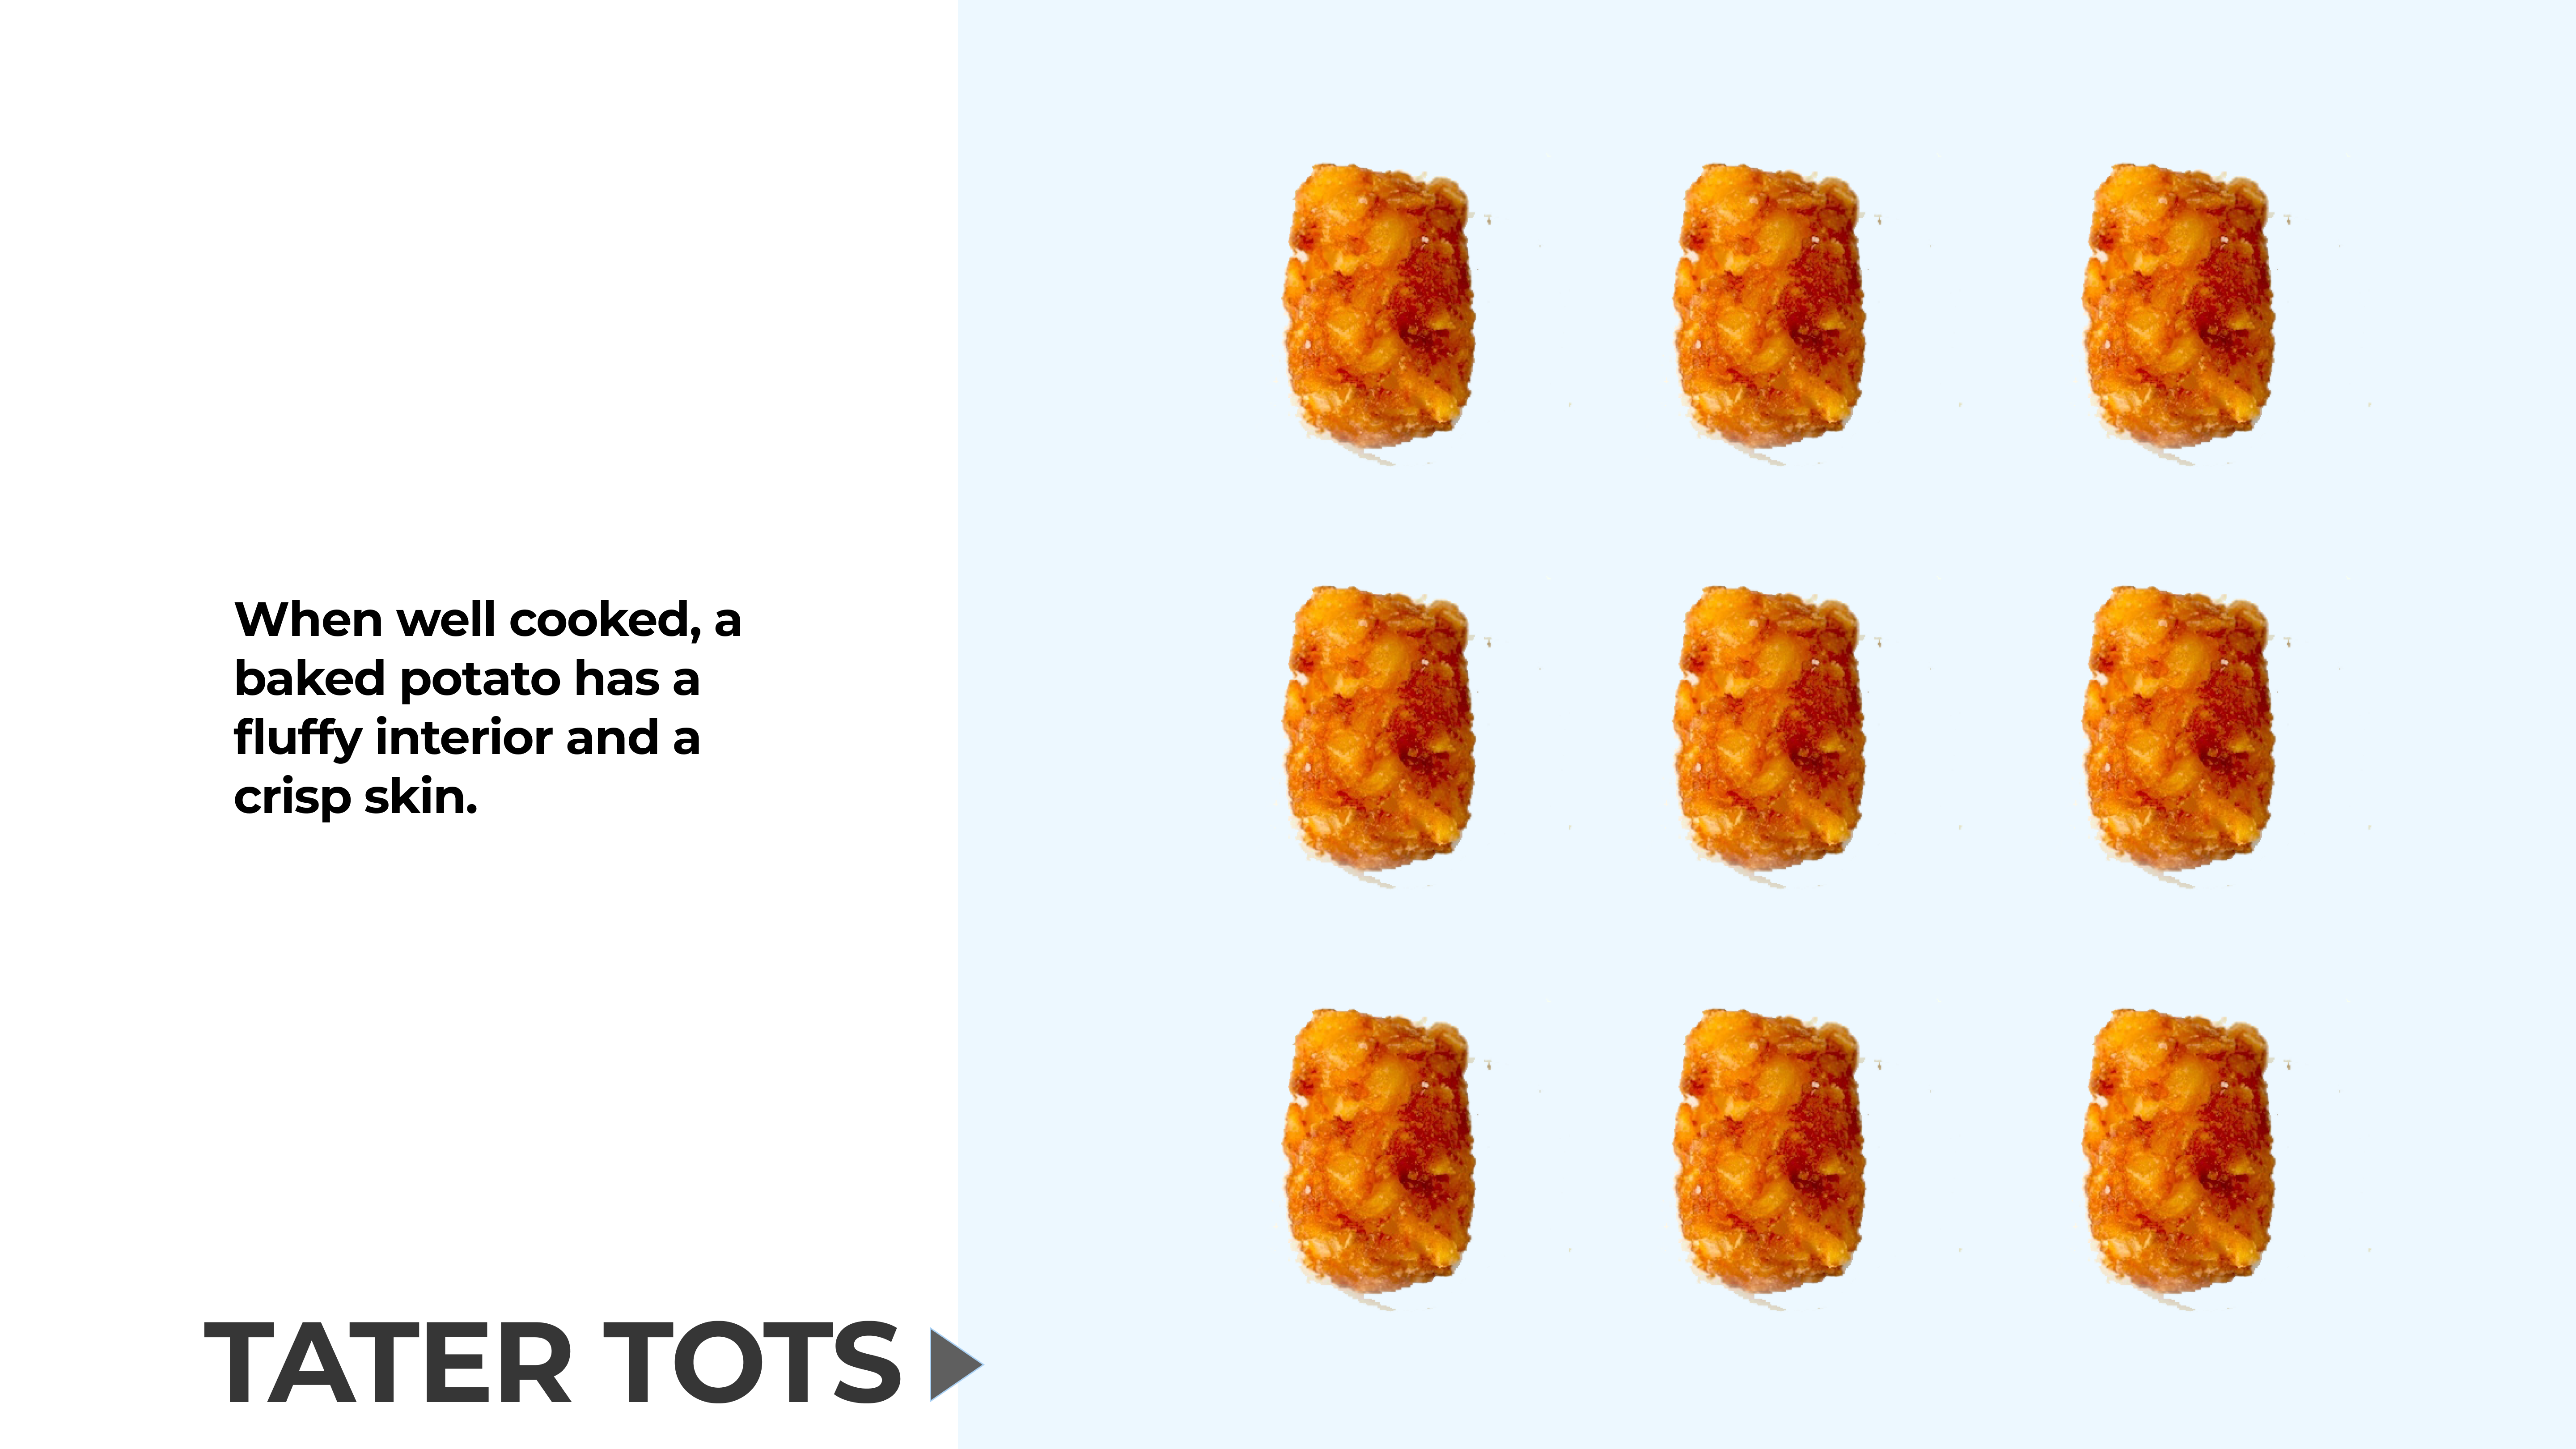 When well cooked, a
baked potato has a
fluffy interior and a
crisp skin.
TATER TOTS